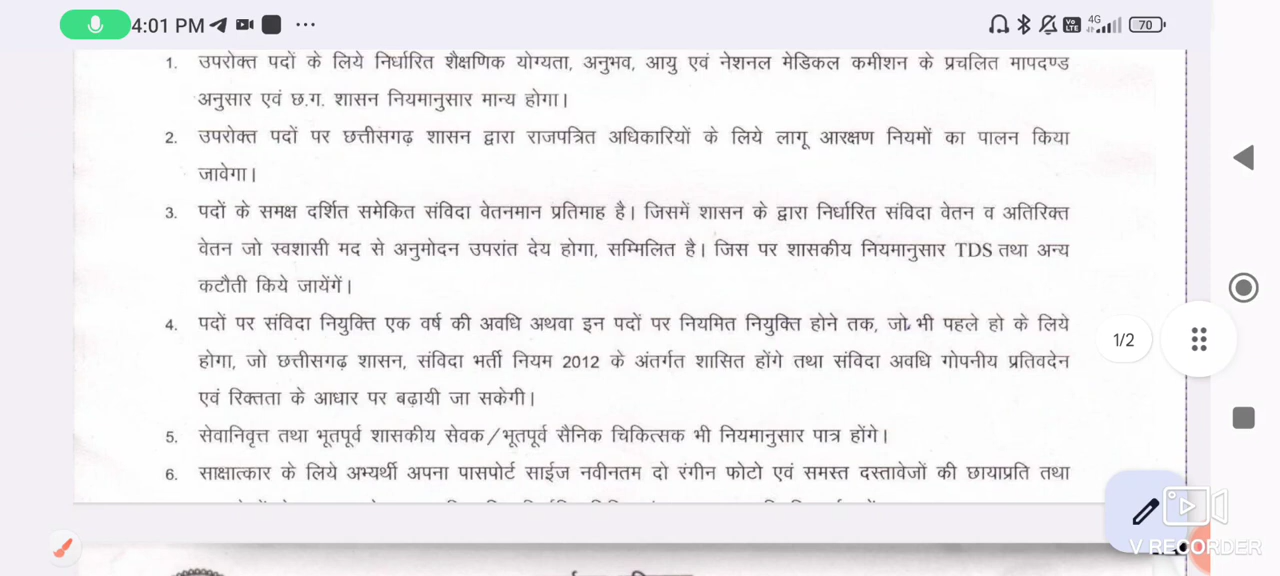 4:01 PM ...
Vo LTE 4G 70
1. उपरोक्त पदों के लिये निर्धारित शैक्षणिक योग्यता, अनुभव, आयु एवं नेशनल मेडिकल कमीशन के प्रचलित मापदण्ड
अनुसार एवं छ.ग. शासन नियमानुसार मान्य होगा।
2. उपरोक्त पदों पर छत्तीसगढ़ शासन द्वारा राजपत्रित अधिकारियों के लिये लागू आरक्षण नियमों का पालन किया
जावेगा।
3. पदों के समक्ष दर्शित समेकित संविदा वेतनमान प्रतिमाह है। जिसमें शासन के द्वारा निर्धारित संविदा वेतन व अतिरिक्त
वेतन जो स्वशासी मद से अनुमोदन उपरांत देय होगा, सम्मिलित है। जिस पर शासकीय नियमानुसार TDS तथा अन्य
कटौती किये जायेंगें।
4. पदों पर संविदा नियुक्ति एक वर्ष की अवधि अथवा इन पदों पर नियमित नियुक्ति होने तक, जो भी पहले हो के लिये
होगा, जो छत्तीसगढ़ शासन, संविदा भर्ती नियम 2012 के अंतर्गत शासित होंगे तथा संविदा अवधि गोपनीय प्रतिवदेन
एवं रिक्तता के आधार पर बढ़ायी जा सकेगी।
1/2
5. सेवानिवृत्त तथा भूतपूर्व शासकीय सेवक/भूतपूर्व सैनिक चिकित्सक भी नियमानुसार पात्र होंगे।
6. साक्षात्कार के लिये अभ्यर्थी अपना पासपोर्ट साईज नवीनतम दो रंगीन फोटो एवं समस्त दस्तावेजों की छायाप्रति तथा
V RECORDER